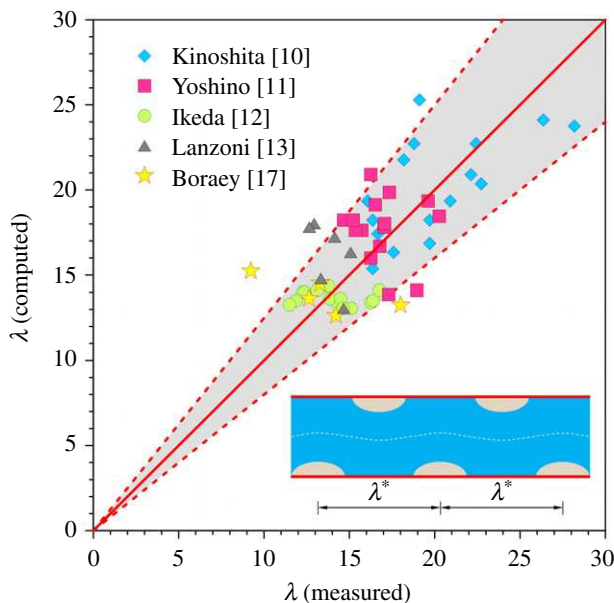 30
25
20
15
10
5
0
λ (computed)
Kinoshita [10]
Yoshino [11]
Ikeda [12]
Lanzoni [13]
Boraey [17]
λ* λ*
0 5 10 15 20 25 30
λ (measured)